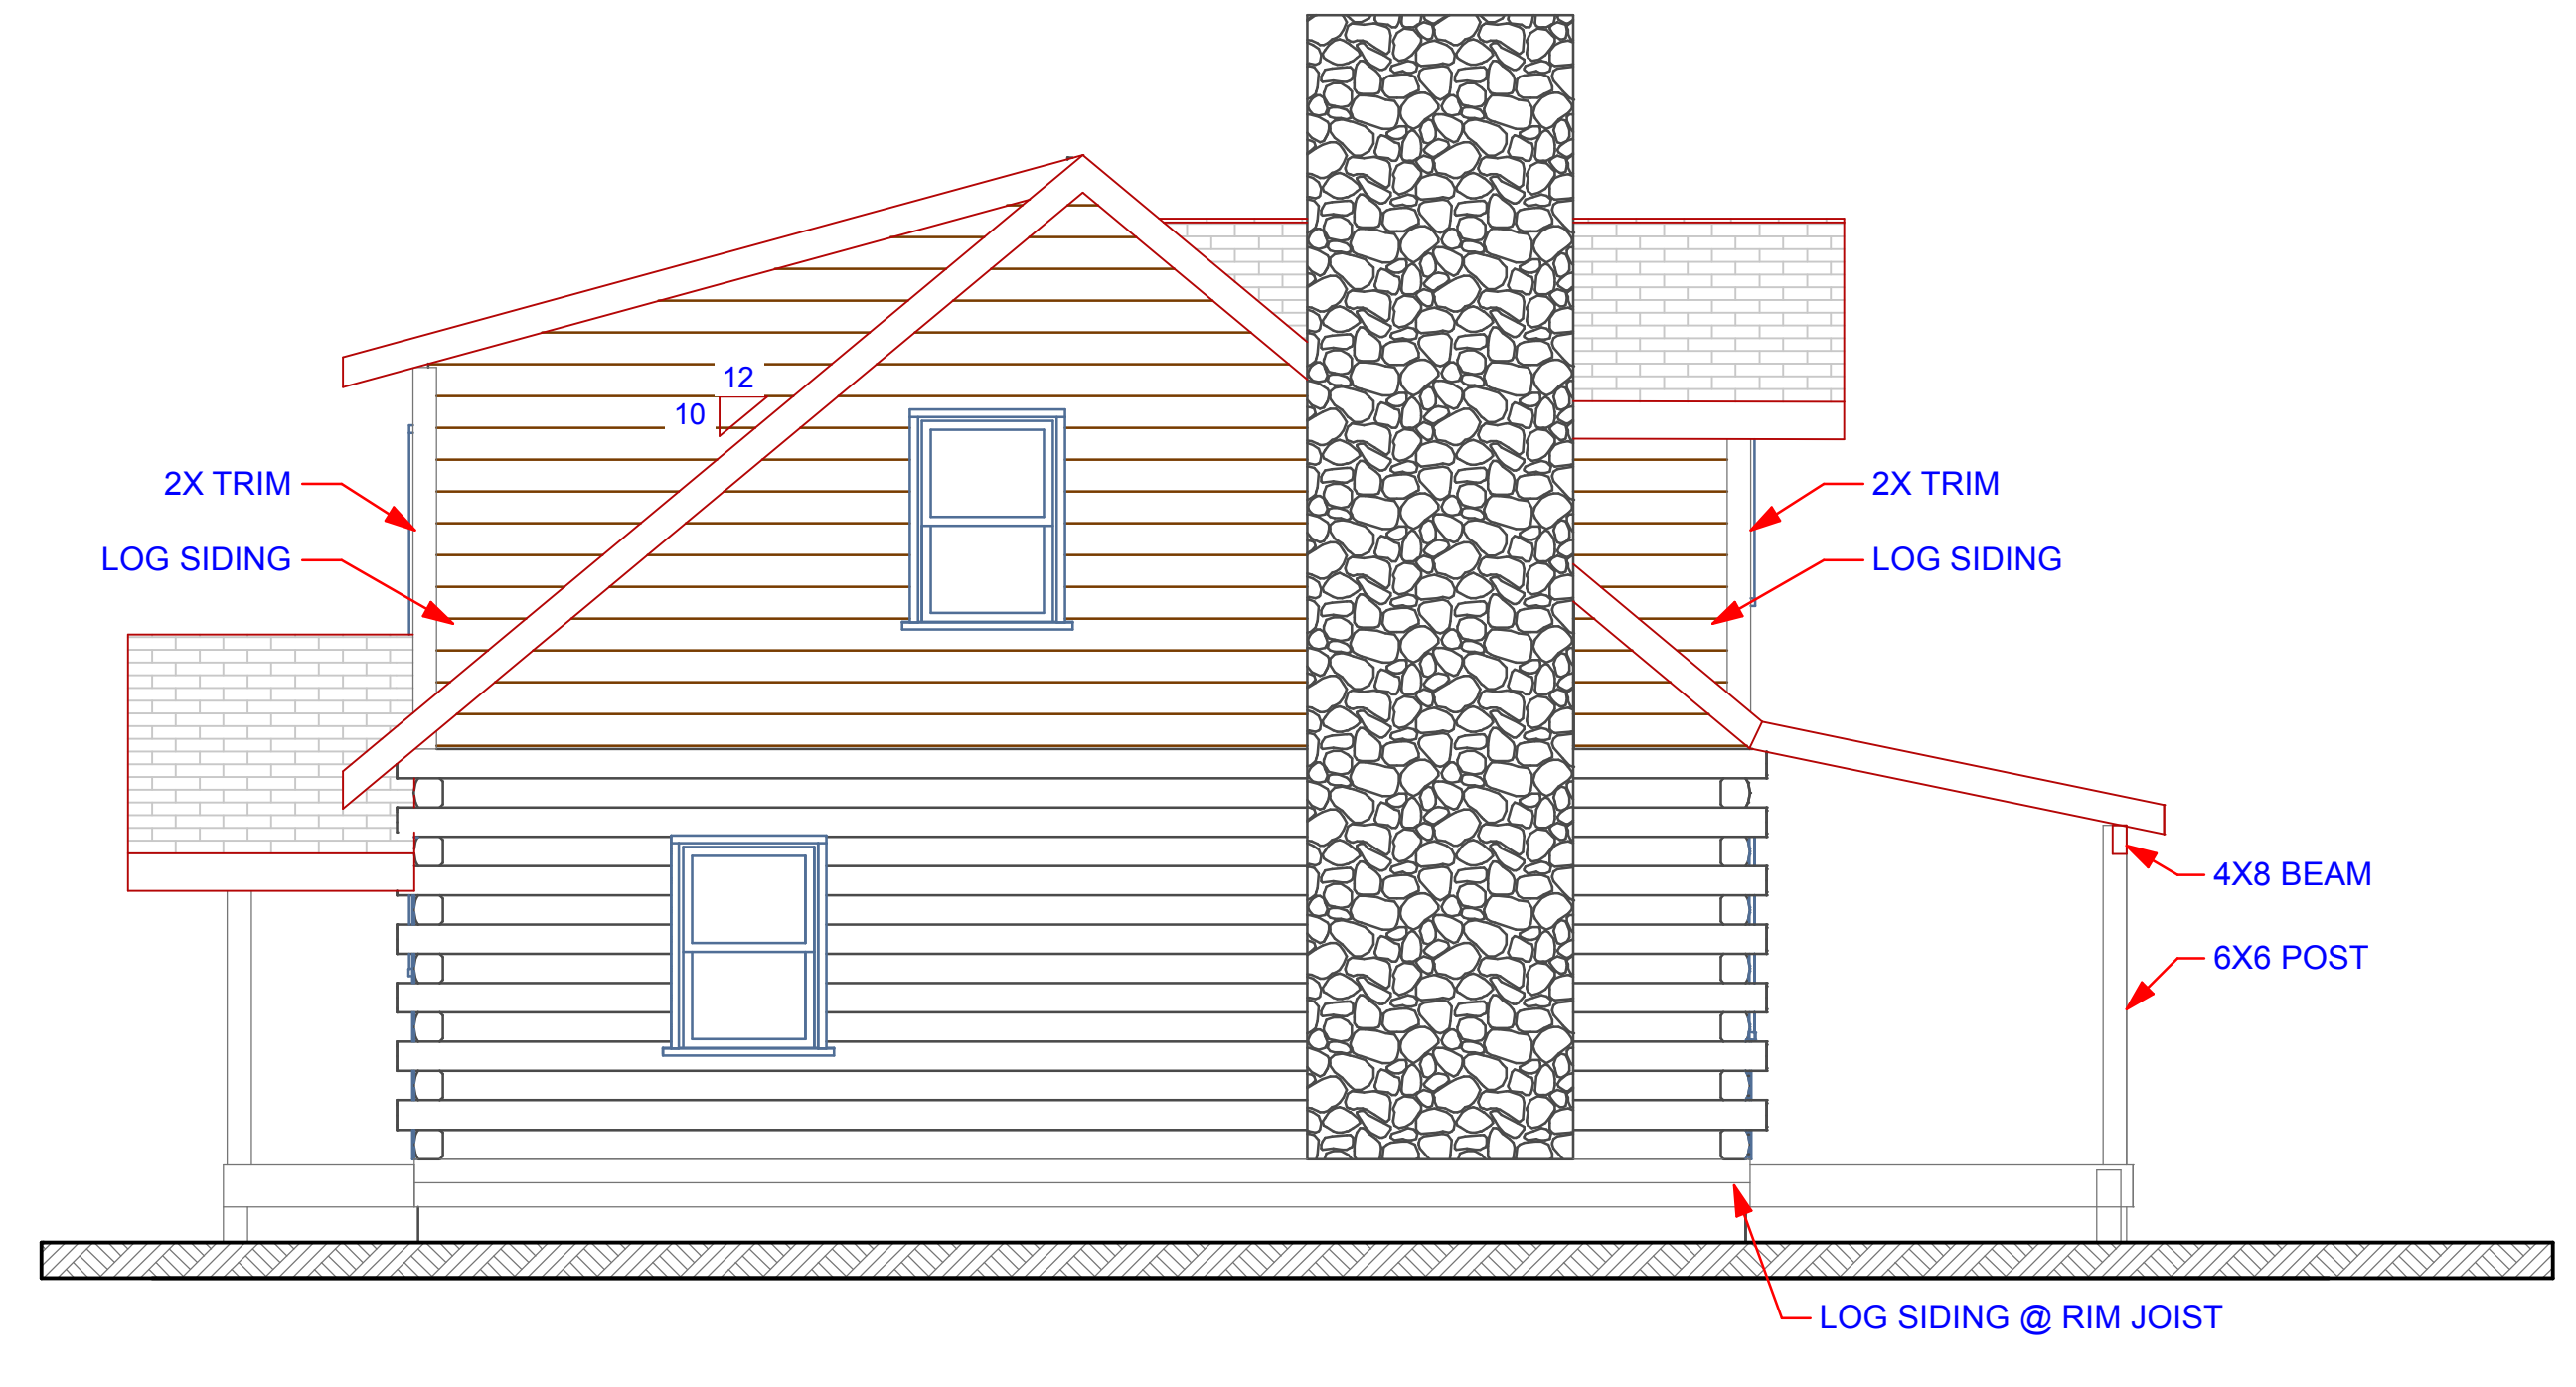 12
10
2X TRIM
2X TRIM
LOG SIDING
LOG SIDING
4X8 BEAM
6X6 POST
LOG SIDING @ RIM JOIST